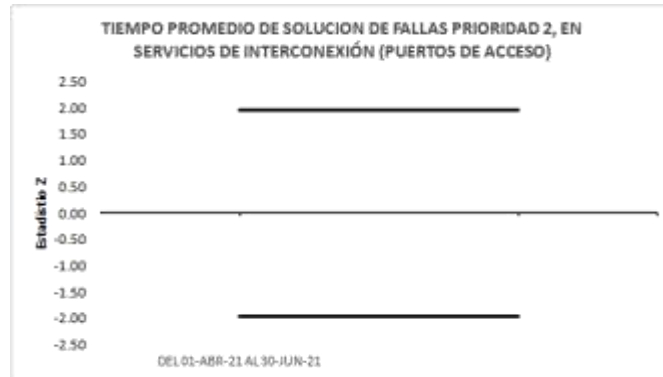 TIEMPO PROMEDIO DE SOLUCION DE FALLAS PRIORIDAD 2, EN
SERVICIOS DE INTERCONEXIÓN (PUERTOS DE ACCESO)
2.50
2.00
1.50
1.00
0.50
0.00
-0.50
-1.00
-1.50
-2.00
-2.50
Estadístio Z
DEL 01-ABR-21 AL 30-JUN-21